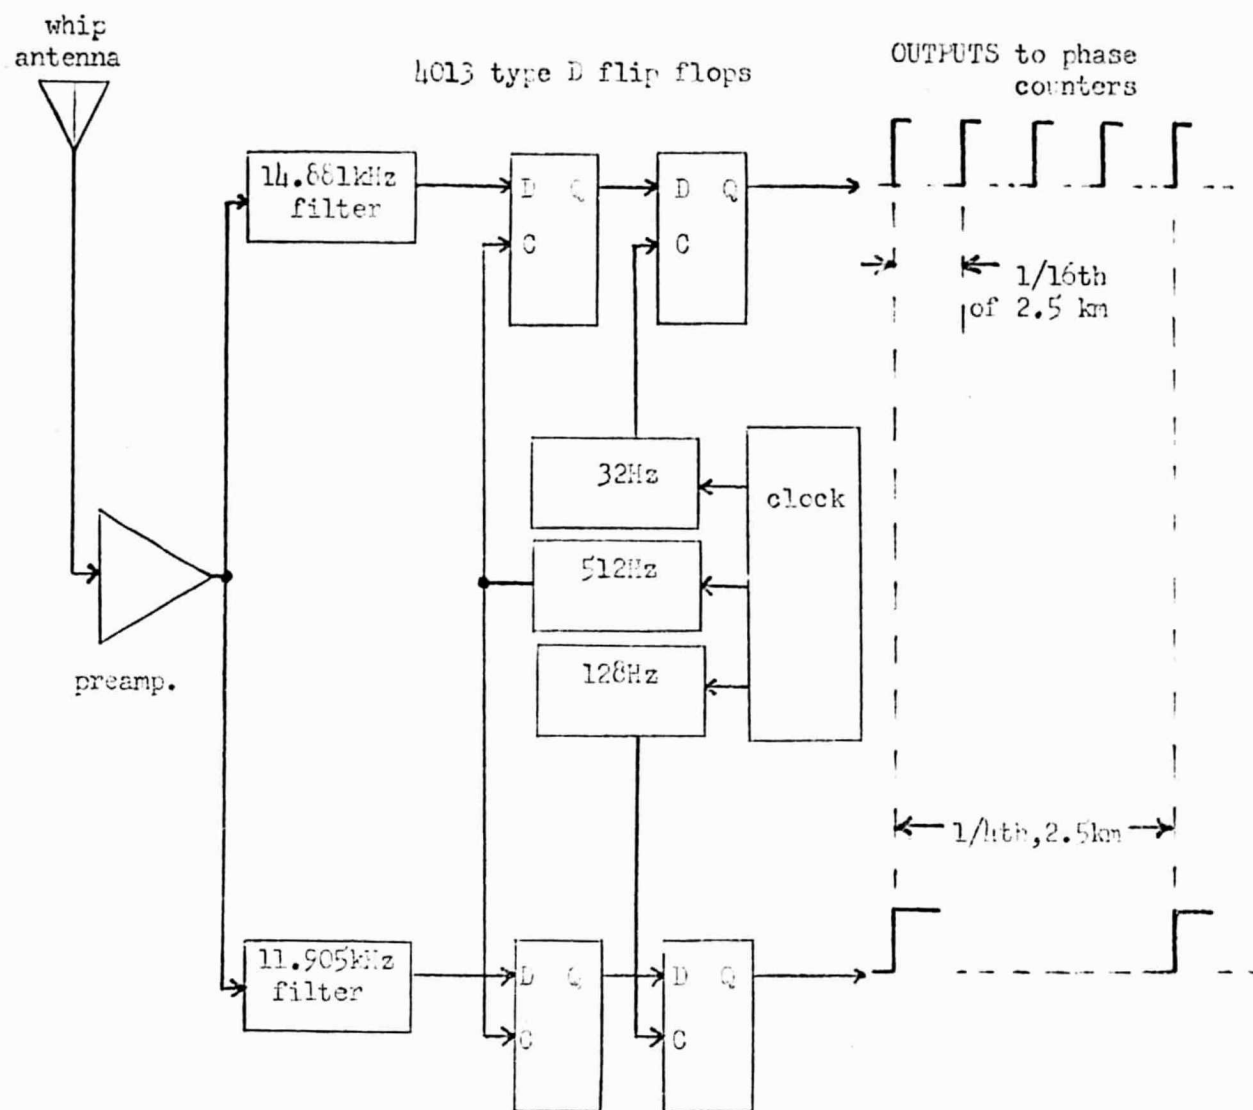 whip
antenna
4013 type D flip flops
OUTPUTS to phase
counters
14.881kHz
filter
D Q
C
D Q
C
1/16th
of 2.5 km
32Hz
clock
512Hz
128Hz
preamp.
1/4th,2.5km
11.905kHz
filter
D Q
C
D Q
C